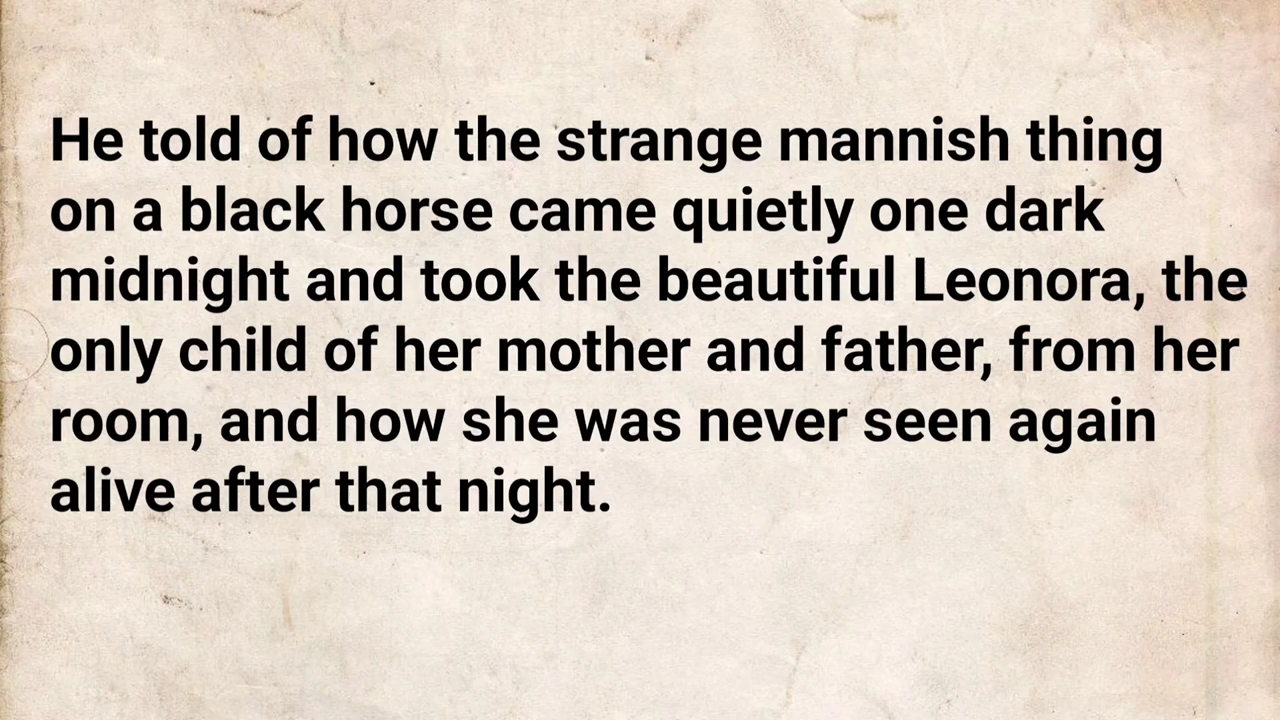 He told of how the strange mannish thing
on a black horse came quietly one dark
midnight and took the beautiful Leonora, the
only child of her mother and father, from her
room, and how she was never seen again
alive after that night.